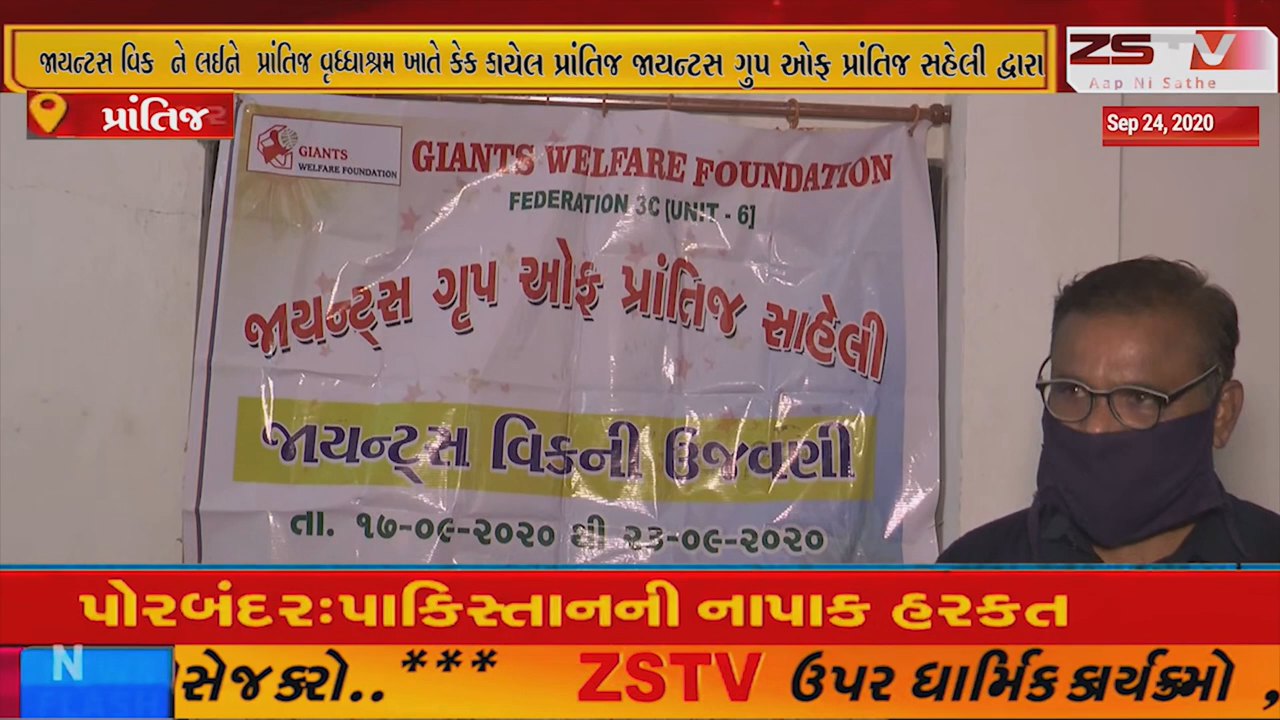 જાયન્ટસ વિક ને લઈને પ્રાંતિજ વૃધ્ધાશ્રમ ખાતે કેક કાયેલ પ્રાંતિજ જાયન્ટસ ગુપ ઓફ પ્રાંતિજ સહેલી દ્વારા
ZSTV
Aap Ni Sathe
પ્રાંતિજ
Sep 24, 2020
GIANTS
WELFARE FOUNDATION
GIANTS WELFARE FOUNDATION
FEDERATION 3C [UNIT - 6]
જાયન્ટ્સ ગૃપ ઓફ પ્રાંતિજ સાહેલી
જાયન્ટ્સ વિકની ઉજવણી
તા. ૧૭-૦૯-૨૦૨૦ થી ૨૩-૦૯-૨૦૨૦
પોરબંદરઃપાકિસ્તાનની નાપાક હરકત
સેજ કરો.. *** ZSTV ઉપર ધાર્મિક કાર્યક્રમો ,